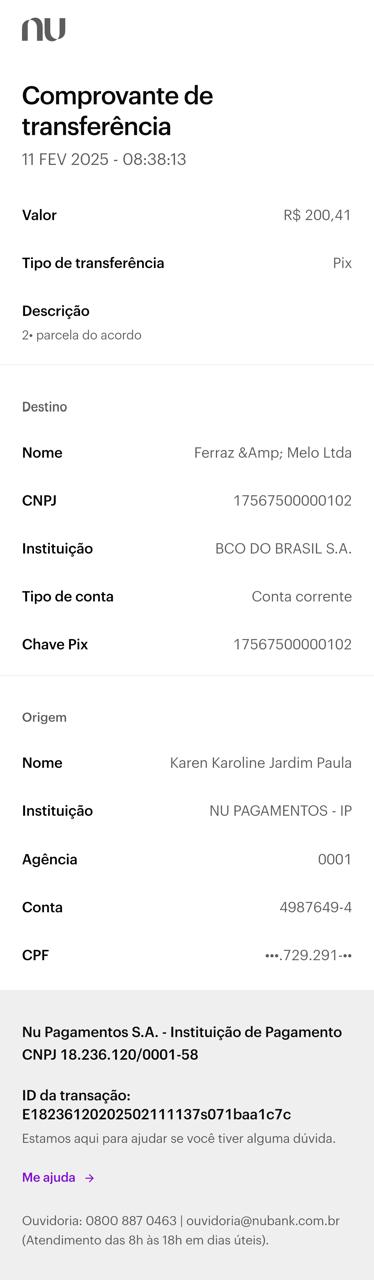 nu
Comprovante de
transferência
11 FEV 2025 - 08:38:13
Valor R$ 200,41
Tipo de transferência Pix
Descrição
2• parcela do acordo
Destino
Nome Ferraz &Amp; Melo Ltda
CNPJ 17567500000102
Instituição BCO DO BRASIL S.A.
Tipo de conta Conta corrente
Chave Pix 17567500000102
Origem
Nome Karen Karoline Jardim Paula
Instituição NU PAGAMENTOS - IP
Agência 0001
Conta 4987649-4
CPF •••.729.291-••
Nu Pagamentos S.A. - Instituição de Pagamento
CNPJ 18.236.120/0001-58
ID da transação:
E18236120202502111137s071baa1c7c
Estamos aqui para ajudar se você tiver alguma dúvida.
Me ajuda →
Ouvidoria: 0800 887 0463 | ouvidoria@nubank.com.br
(Atendimento das 8h às 18h em dias úteis).